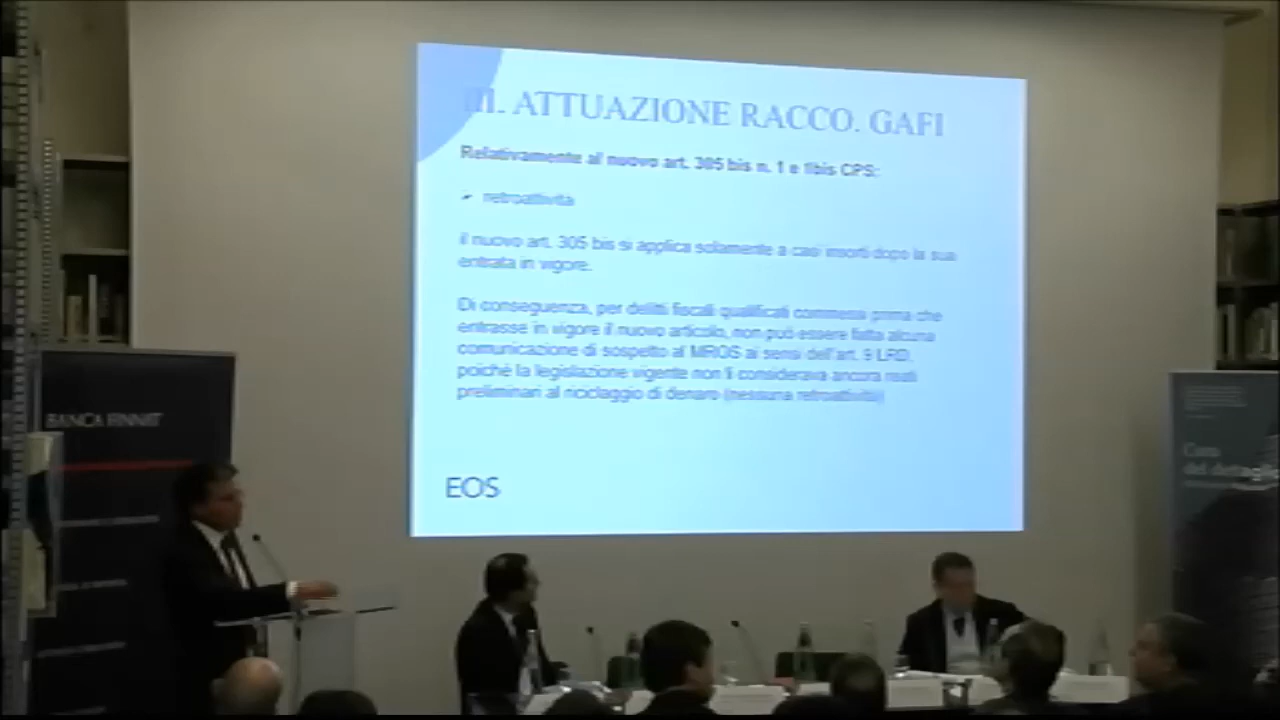 III. ATTUAZIONE RACCO. GAFI
Relativamente al nuovo art. 305 bis n. 1 e 1bis CPS:
retroattività
il nuovo art. 305 bis si applica solamente a casi insorti dopo la sua
entrata in vigore.
Di conseguenza, per delitti fiscali qualificati commessi prima che
entrasse in vigore il nuovo articolo, non può essere fatta alcuna
comunicazione di sospetto al MROS ai sensi dell'art. 9 LRD,
poiché la legislazione vigente non li considerava ancora reati
preliminari al riciclaggio di denaro (nessuna retroattività)
EOS
BANCA FINNAT